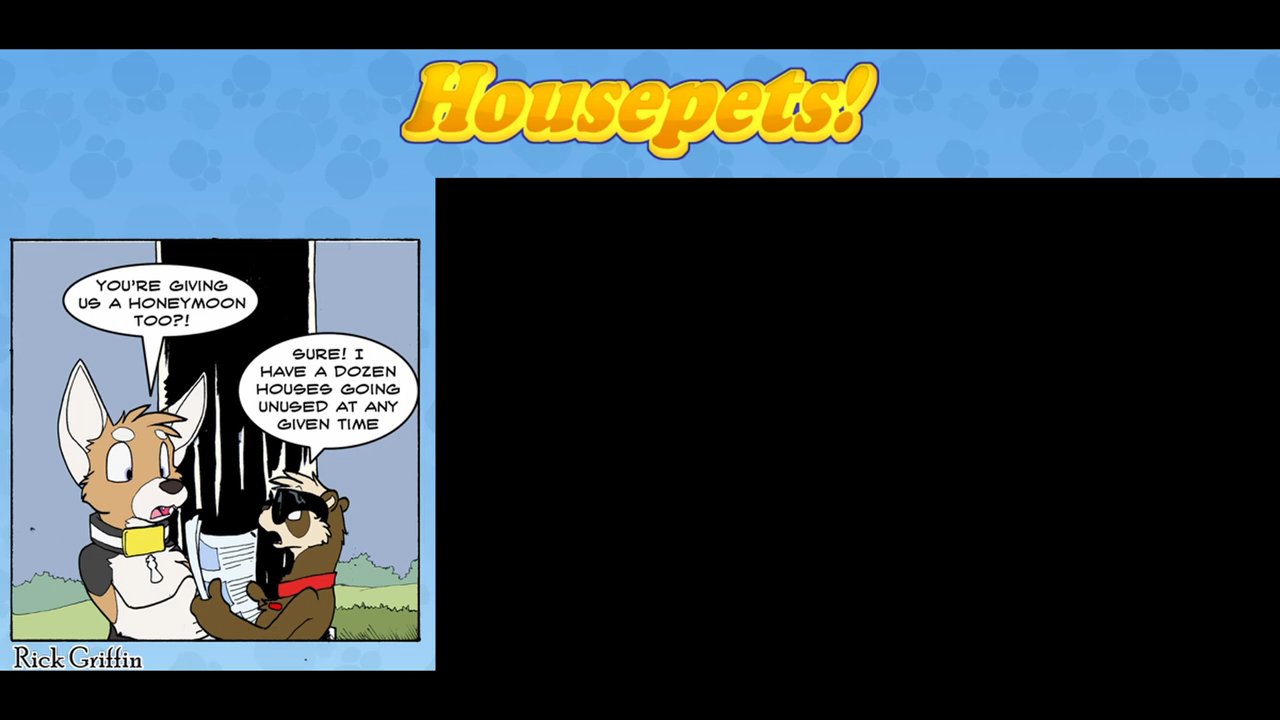 Housepets!
YOU'RE GIVING
US A HONEYMOON
TOO?!
SURE! I
HAVE A DOZEN
HOUSES GOING
UNUSED AT ANY
GIVEN TIME
Rick Griffin